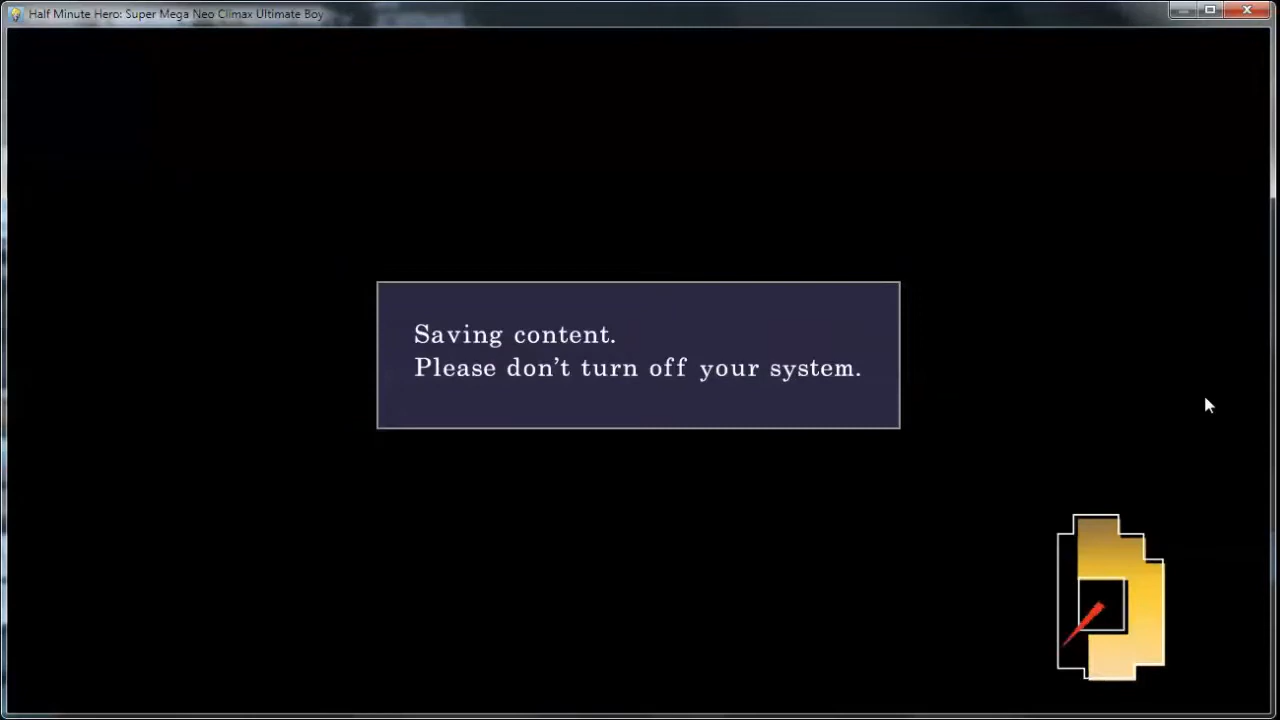 Half Minute Hero: Super Mega Neo Climax Ultimate Boy
Saving content.
Please don't turn off your system.